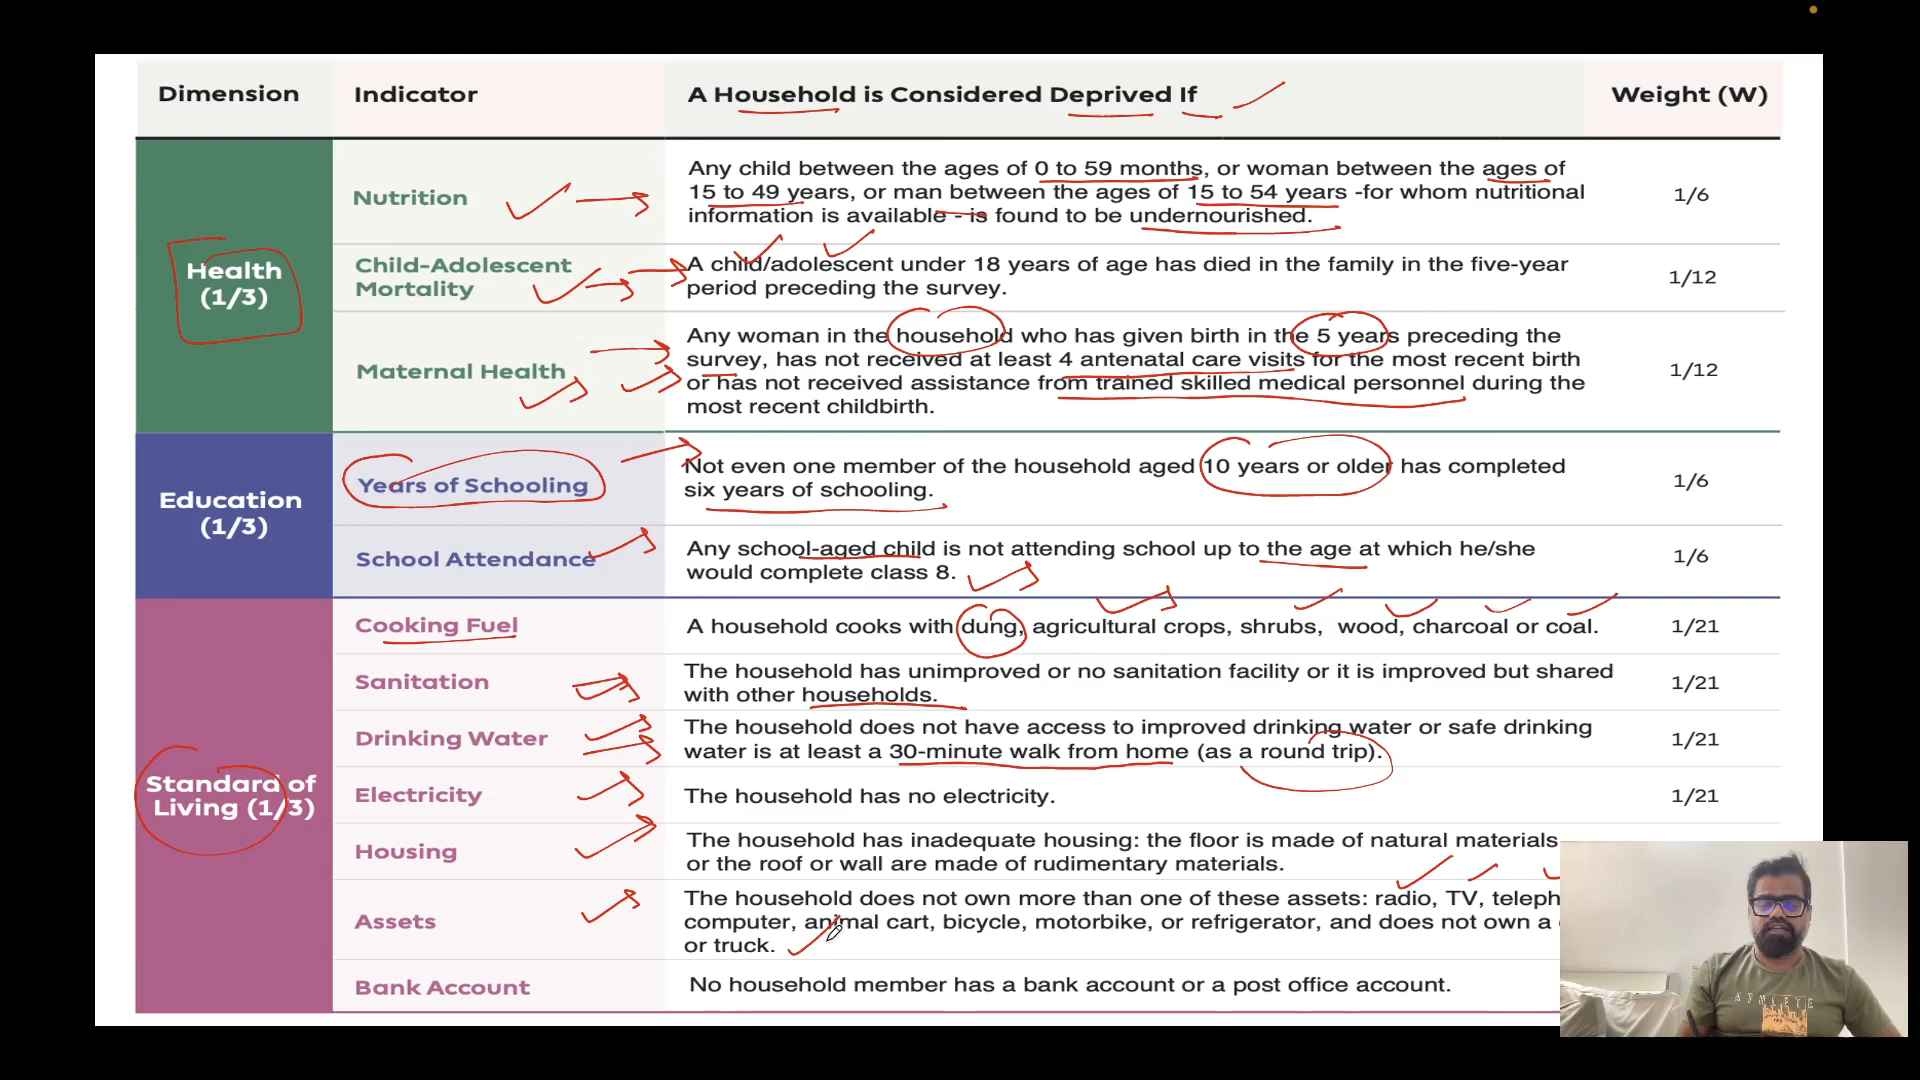 Dimension Indicator A Household is Considered Deprived If Weight (W)
Health
(1/3)
Nutrition
Any child between the ages of 0 to 59 months, or woman between the ages of
15 to 49 years, or man between the ages of 15 to 54 years -for whom nutritional
information is available - is found to be undernourished.
1/6
Child-Adolescent
Mortality
A child/adolescent under 18 years of age has died in the family in the five-year
period preceding the survey.
1/12
Maternal Health
Any woman in the household who has given birth in the 5 years preceding the
survey, has not received at least 4 antenatal care visits for the most recent birth
or has not received assistance from trained skilled medical personnel during the
most recent childbirth.
1/12
Education
(1/3)
Years of Schooling
Not even one member of the household aged 10 years or older has completed
six years of schooling.
1/6
School Attendance
Any school-aged child is not attending school up to the age at which he/she
would complete class 8.
1/6
Standard of
Living (1/3)
Cooking Fuel
A household cooks with dung, agricultural crops, shrubs, wood, charcoal or coal.
1/21
Sanitation
The household has unimproved or no sanitation facility or it is improved but shared
with other households.
1/21
Drinking Water
The household does not have access to improved drinking water or safe drinking
water is at least a 30-minute walk from home (as a round trip).
1/21
Electricity
The household has no electricity.
1/21
Housing
The household has inadequate housing: the floor is made of natural materials
or the roof or wall are made of rudimentary materials.
Assets
The household does not own more than one of these assets: radio, TV, teleph
computer, animal cart, bicycle, motorbike, or refrigerator, and does not own a
or truck.
Bank Account
No household member has a bank account or a post office account.